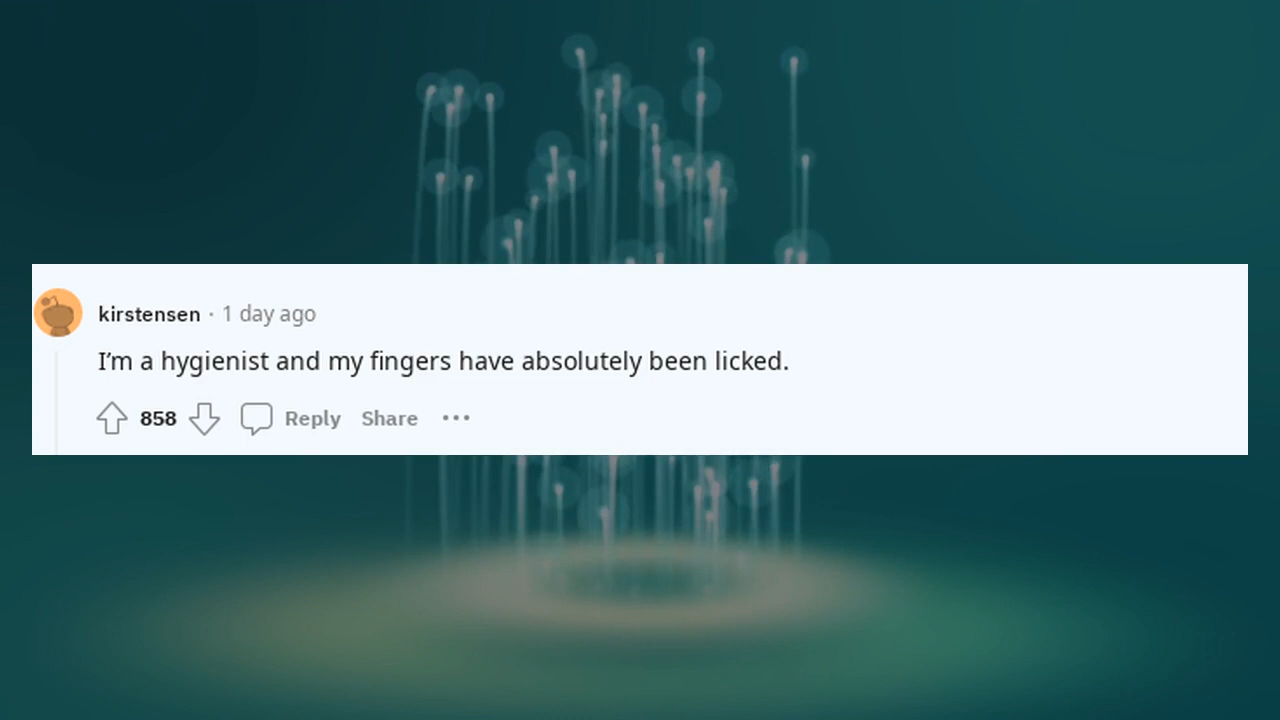 kirstensen · 1 day ago
I’m a hygienist and my fingers have absolutely been licked.
858 Reply Share ···